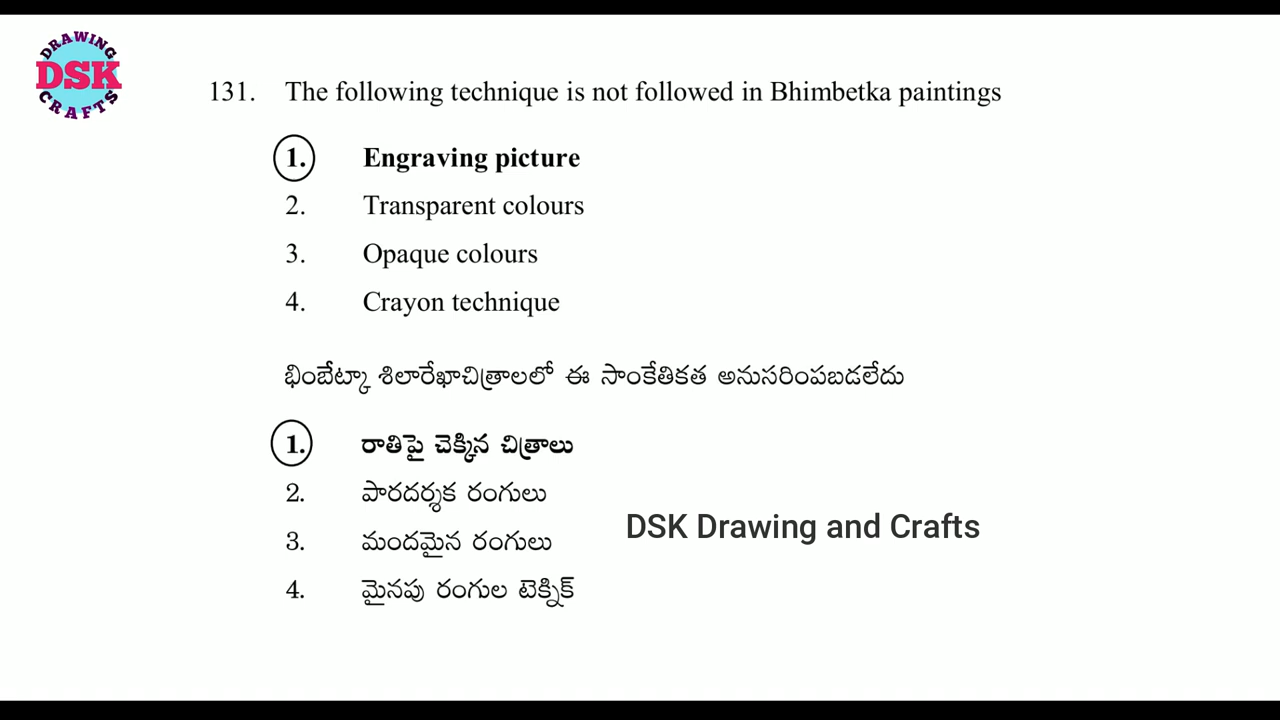 DRAWING
DSK
CRAFTS
131. The following technique is not followed in Bhimbetka paintings
1. Engraving picture
2. Transparent colours
3. Opaque colours
4. Crayon technique
భింబేట్కా శిలారేఖాచిత్రాలలో ఈ సాంకేతికత అనుసరింపబడలేదు
1. రాతిపై చెక్కిన చిత్రాలు
2. పారదర్శక రంగులు
3. మందమైన రంగులు
4. మైనపు రంగుల టెక్నిక్
DSK Drawing and Crafts